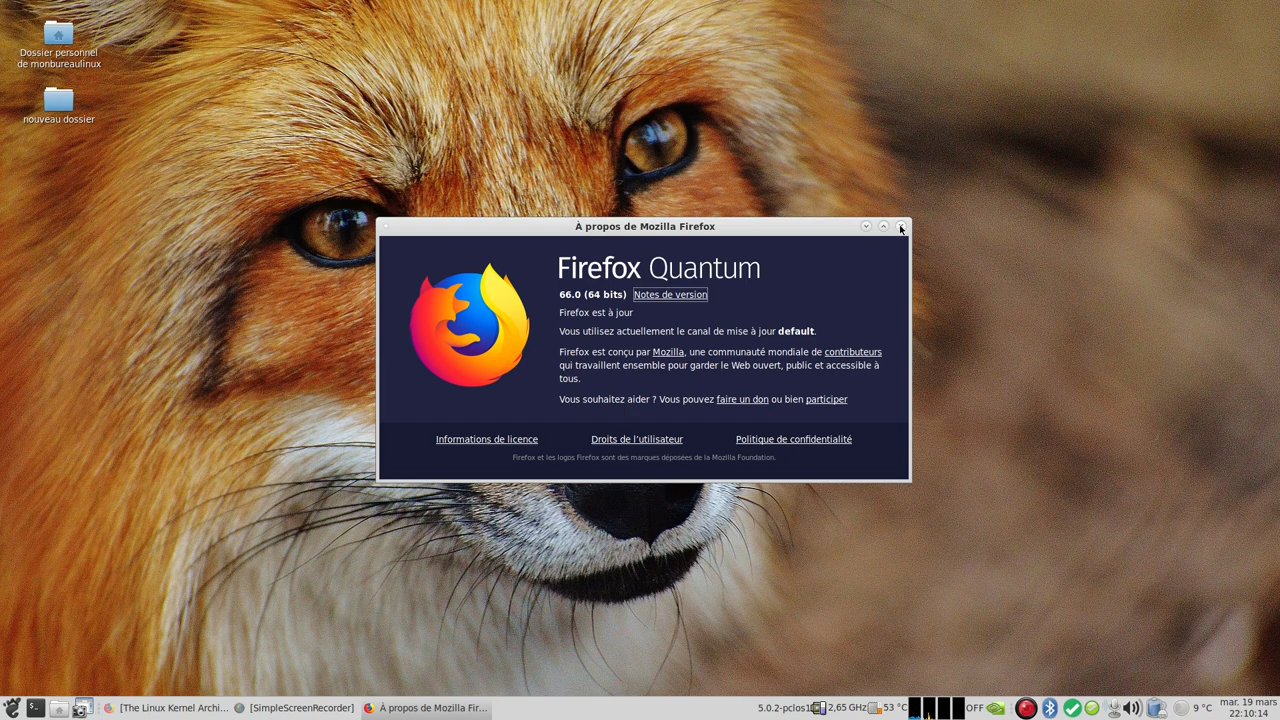 Dossier personnel
de monbureaulinux
nouveau dossier
À propos de Mozilla Firefox
Firefox Quantum
66.0 (64 bits) Notes de version
Firefox est à jour
Vous utilisez actuellement le canal de mise à jour default.
Firefox est conçu par Mozilla, une communauté mondiale de contributeurs
qui travaillent ensemble pour garder le Web ouvert, public et accessible à
tous.
Vous souhaitez aider ? Vous pouvez faire un don ou bien participer
Informations de licence Droits de l'utilisateur Politique de confidentialité
Firefox et les logos Firefox sont des marques déposées de la Mozilla Foundation.
[The Linux Kernel Archi... [SimpleScreenRecorder] À propos de Mozilla Fir... 5.0.2-pclos1 2,65 GHz 53 °C OFF 9 °C mar. 19 mars
22:10:14